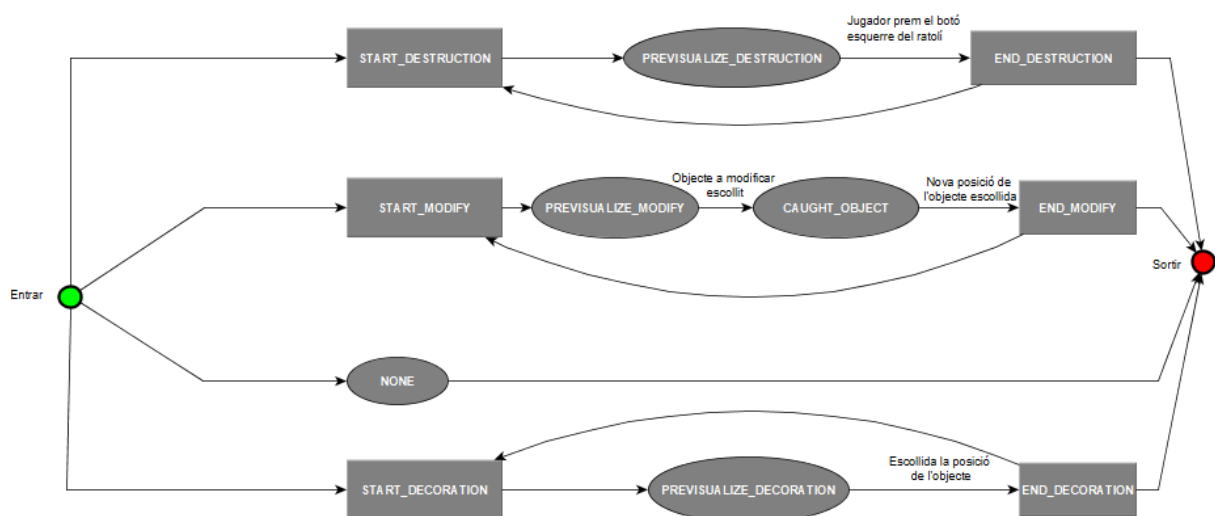 Jugador prem el botó
esquerre del ratolí
START_DESTRUCTION
PREVISUALIZE_DESTRUCTION
END_DESTRUCTION
Objecte a modificar
escollit
Nova posició de
l'objecte escollida
START_MODIFY
PREVISUALIZE_MODIFY
CAUGHT_OBJECT
END_MODIFY
Sortir
Entrar
NONE
Escollida la posició
de l'objecte
START_DECORATION
PREVISUALIZE_DECORATION
END_DECORATION